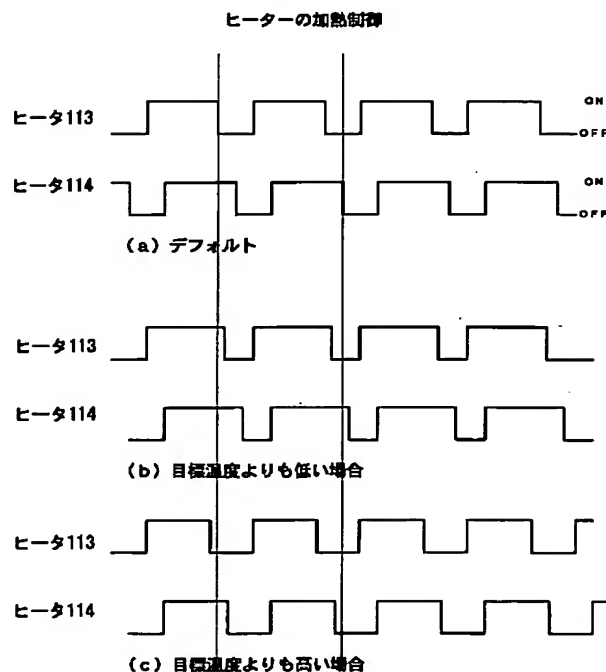 ヒーターの加熱制御
ヒータ113
ON
OFF
ヒータ114
ON
OFF
(a) デフォルト
ヒータ113
ヒータ114
(b) 目標温度よりも低い場合
ヒータ113
ヒータ114
(c) 目標温度よりも高い場合